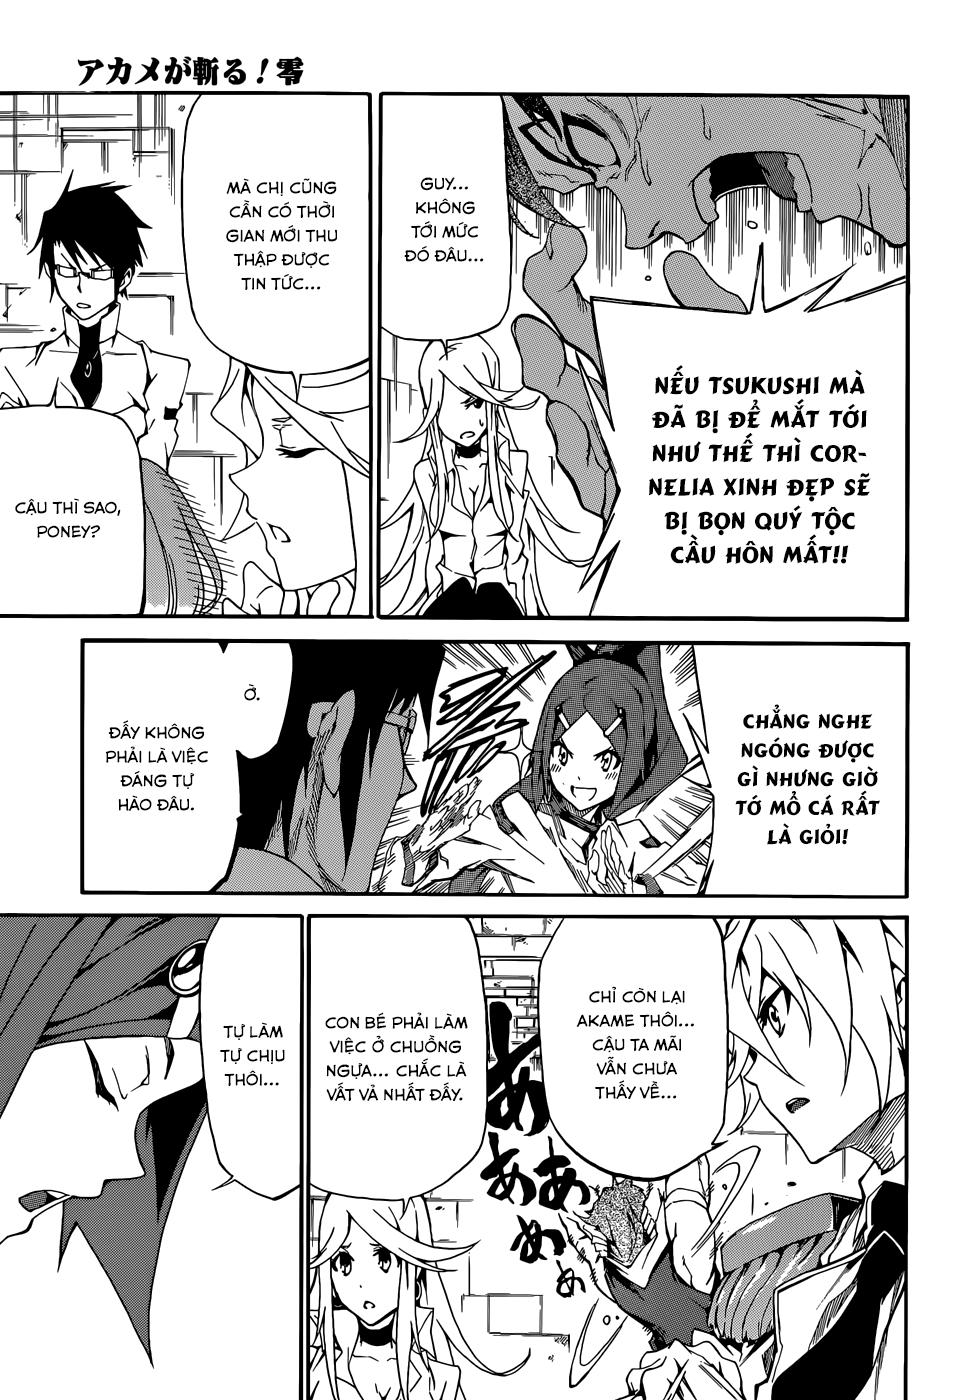 アカメが斬る！零
NẾU TSUKUSHI MÀ
ĐÃ BỊ ĐỂ MẮT TỚI
NHƯ THẾ THÌ COR-
NELIA XINH ĐẸP SẼ
BỊ BỌN QUÝ TỘC
CẦU HÔN MẤT!!
GUY...
KHÔNG
TỚI MỨC
ĐÓ ĐÂU...
MÀ CHỊ CŨNG
CẦN CÓ THỜI
GIAN MỚI THU
THẬP ĐƯỢC
TIN TỨC...
CẬU THÌ SAO,
PONEY?
CHẲNG NGHE
NGÓNG ĐƯỢC
GÌ NHƯNG GIỜ
TỚ MỔ CÁ RẤT
LÀ GIỎI!
Ờ.
ĐẤY KHÔNG
PHẢI LÀ VIỆC
ĐÁNG TỰ
HÀO ĐÂU.
CHỈ CÒN LẠI
AKAME THÔI...
CẬU TA MÃI
VẪN CHƯA
THẤY VỀ...
ああああああ
CON BÉ PHẢI LÀM
VIỆC Ở CHUỒNG
NGỰA... CHẮC LÀ
VẤT VẢ NHẤT ĐẤY.
TỰ LÀM
TỰ CHỊU
THÔI...